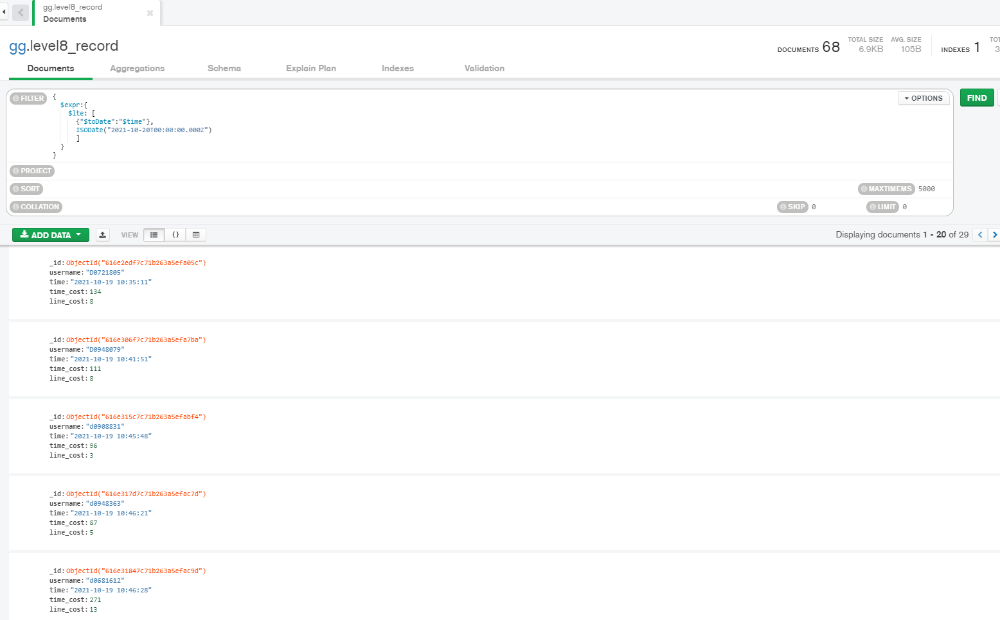 gg.level8_record
Documents
gg.level8_record
DOCUMENTS 68 TOTAL SIZE 6.9KB AVG. SIZE 105B INDEXES 1 TOT 3
Documents Aggregations Schema Explain Plan Indexes Validation
FILTER {
$expr:{
$lte: [
{"$toDate":"$time"},
ISODate("2021-10-20T00:00:00.000Z")
]
}
}
OPTIONS
FIND
PROJECT
SORT
MAXTIMEMS 5000
COLLATION
SKIP 0 LIMIT 0
ADD DATA VIEW {}
Displaying documents 1 - 20 of 29
_id: ObjectId("616e2edf7c71b263a5efa05c")
username: "D0721805"
time: "2021-10-19 10:35:11"
time_cost: 134
line_cost: 8
_id: ObjectId("616e306f7c71b263a5efa7ba")
username: "D0948079"
time: "2021-10-19 10:41:51"
time_cost: 111
line_cost: 8
_id: ObjectId("616e315c7c71b263a5efabf4")
username: "d0908831"
time: "2021-10-19 10:45:48"
time_cost: 96
line_cost: 3
_id: ObjectId("616e317d7c71b263a5efac7d")
username: "d0948363"
time: "2021-10-19 10:46:21"
time_cost: 87
line_cost: 5
_id: ObjectId("616e31847c71b263a5efac9d")
username: "d0681612"
time: "2021-10-19 10:46:28"
time_cost: 271
line_cost: 13